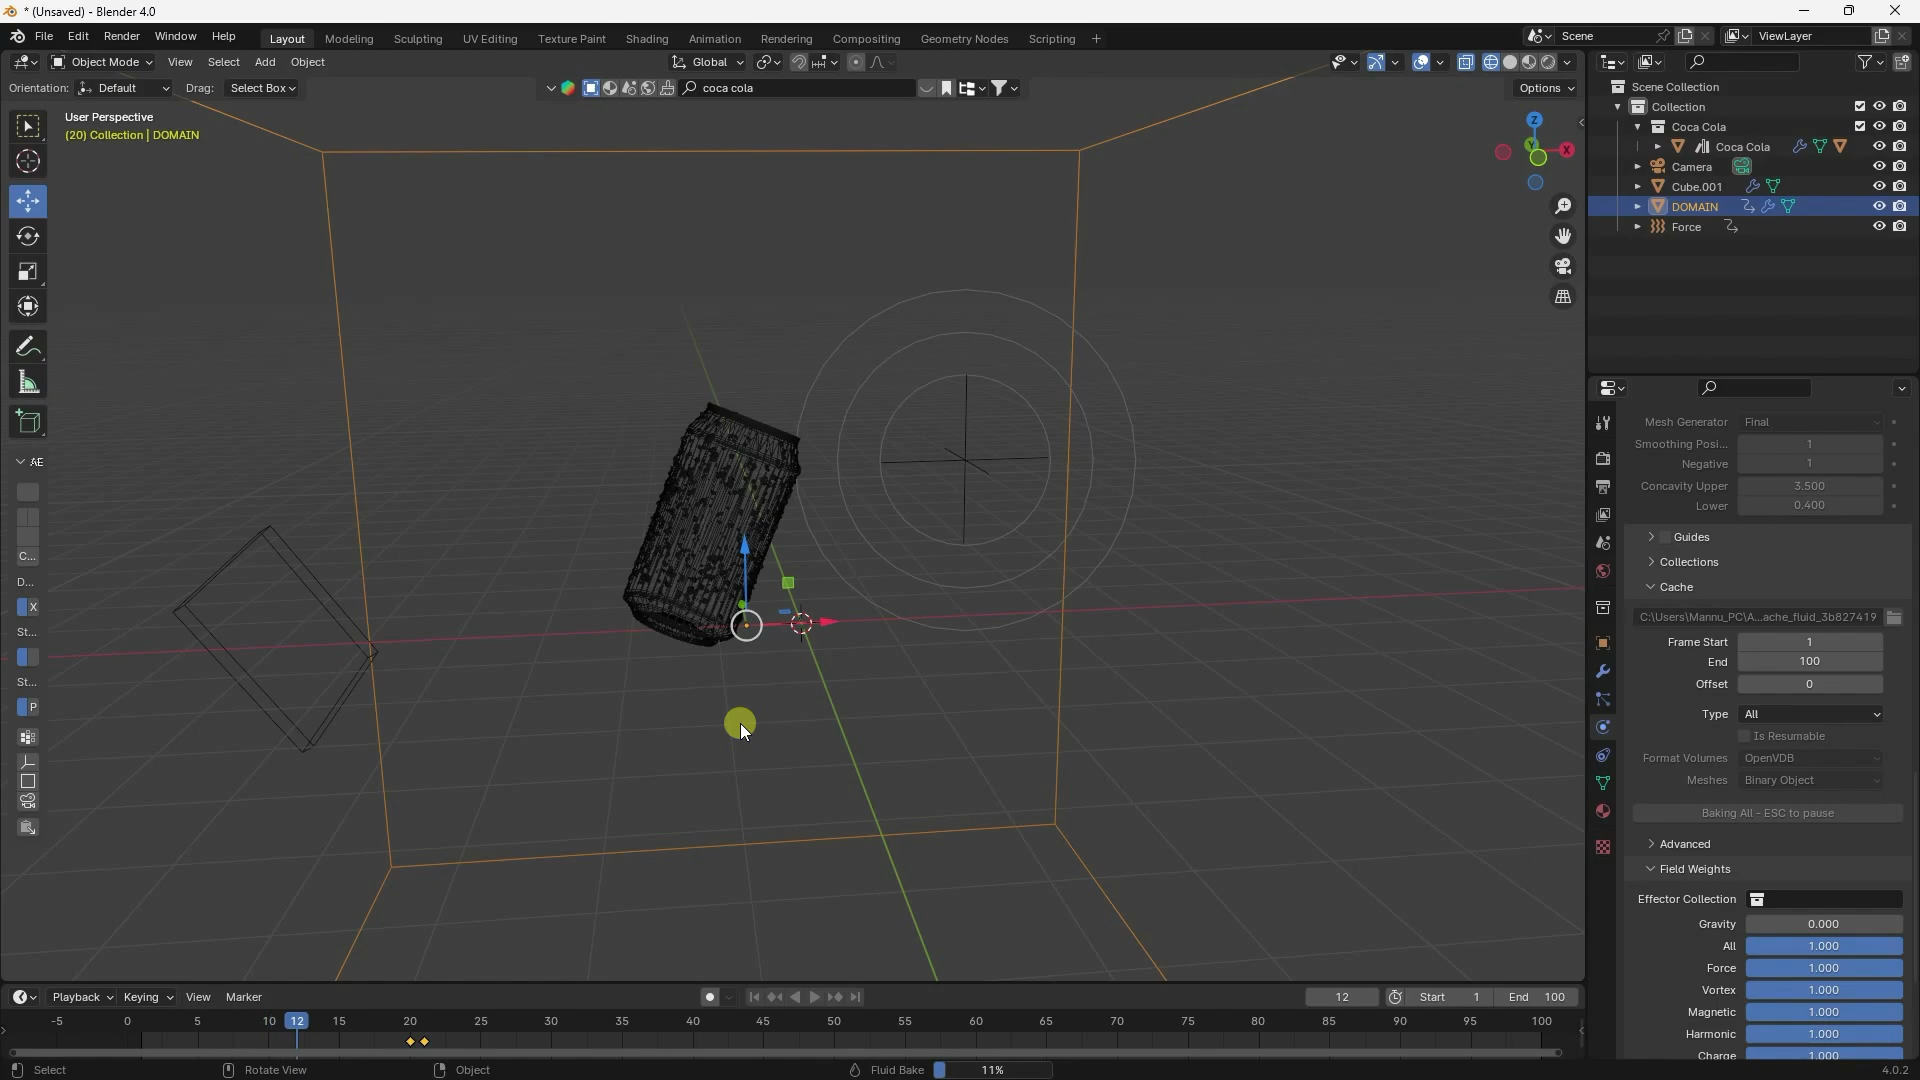 * (Unsaved) - Blender 4.0
File Edit Render Window Help Layout Modeling Sculpting UV Editing Texture Paint Shading Animation Rendering Compositing Geometry Nodes Scripting + Scene ViewLayer
Object Mode View Select Add Object Global
Orientation: Default Drag: Select Box coca cola Options
User Perspective
(20) Collection | DOMAIN
Z
Y
X
AE
C...
D...
X
St...
St...
P
Scene Collection
Collection
Coca Cola
Coca Cola
Camera
Cube.001
DOMAIN
Force
Mesh Generator Final
Smoothing Posi... 1
Negative 1
Concavity Upper 3.500
Lower 0.400
Guides
Collections
Cache
C:\Users\Mannu_PC\A...ache_fluid_3b827419
Frame Start 1
End 100
Offset 0
Type All
Is Resumable
Format Volumes OpenVDB
Meshes Binary Object
Baking All - ESC to pause
Advanced
Field Weights
Effector Collection
Gravity 0.000
All 1.000
Force 1.000
Vortex 1.000
Magnetic 1.000
Harmonic 1.000
Charge 1.000
Playback Keying View Marker 12 Start 1 End 100
-5 0 5 10 12 15 20 25 30 35 40 45 50 55 60 65 70 75 80 85 90 95 100
Select Rotate View Object Fluid Bake 11% 4.0.2